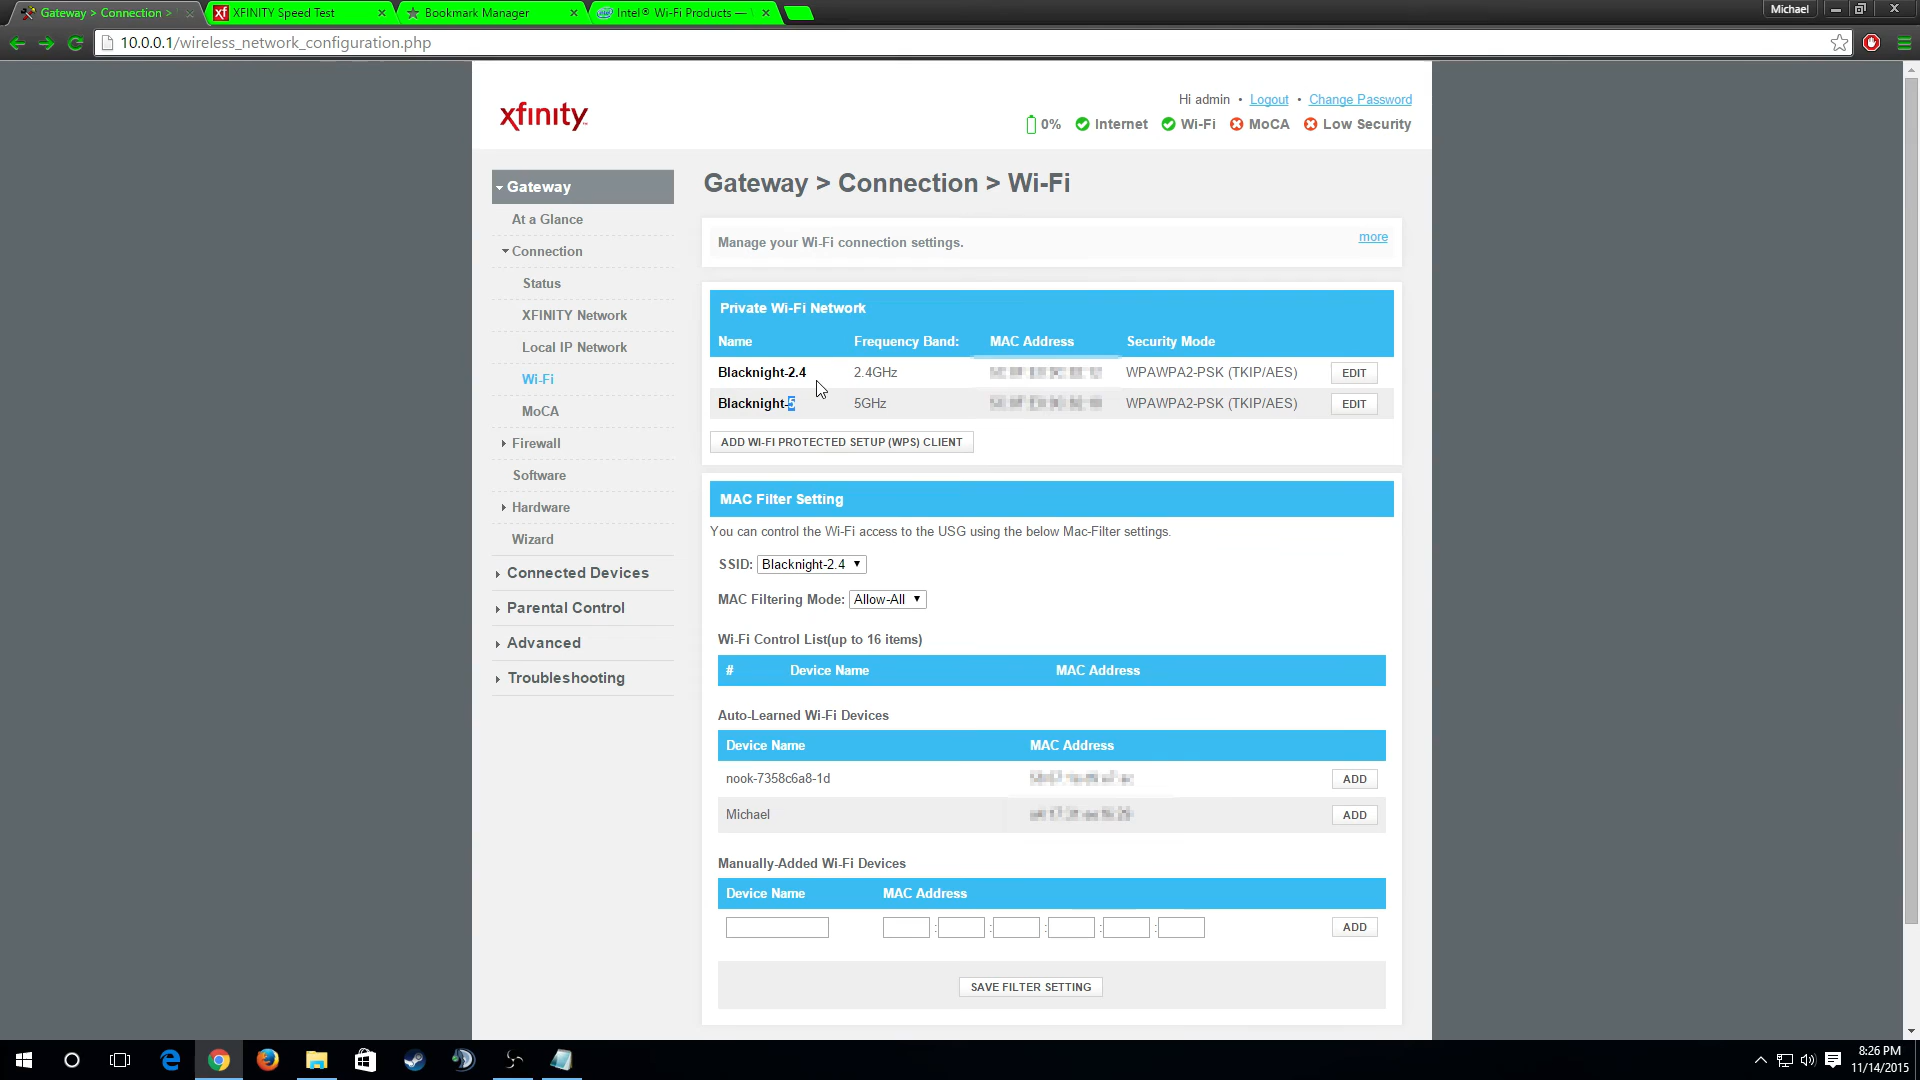 Gateway > Connection >
XFINITY Speed Test
Bookmark Manager
Intel® Wi-Fi Products —
Michael
10.0.0.1/wireless_network_configuration.php
xfinity
Hi admin • Logout • Change Password
0% Internet Wi-Fi MoCA Low Security
Gateway
At a Glance
Connection
Status
XFINITY Network
Local IP Network
Wi-Fi
MoCA
Firewall
Software
Hardware
Wizard
Connected Devices
Parental Control
Advanced
Troubleshooting
Gateway > Connection > Wi-Fi
Manage your Wi-Fi connection settings. more
Private Wi-Fi Network
Name Frequency Band: MAC Address Security Mode
Blacknight-2.4 2.4GHz WPAWPA2-PSK (TKIP/AES) EDIT
Blacknight-5 5GHz WPAWPA2-PSK (TKIP/AES) EDIT
ADD WI-FI PROTECTED SETUP (WPS) CLIENT
MAC Filter Setting
You can control the Wi-Fi access to the USG using the below Mac-Filter settings.
SSID: Blacknight-2.4
MAC Filtering Mode: Allow-All
Wi-Fi Control List(up to 16 items)
# Device Name MAC Address
Auto-Learned Wi-Fi Devices
Device Name MAC Address
nook-7358c6a8-1d ADD
Michael ADD
Manually-Added Wi-Fi Devices
Device Name MAC Address
: : : : : ADD
SAVE FILTER SETTING
8:26 PM
11/14/2015